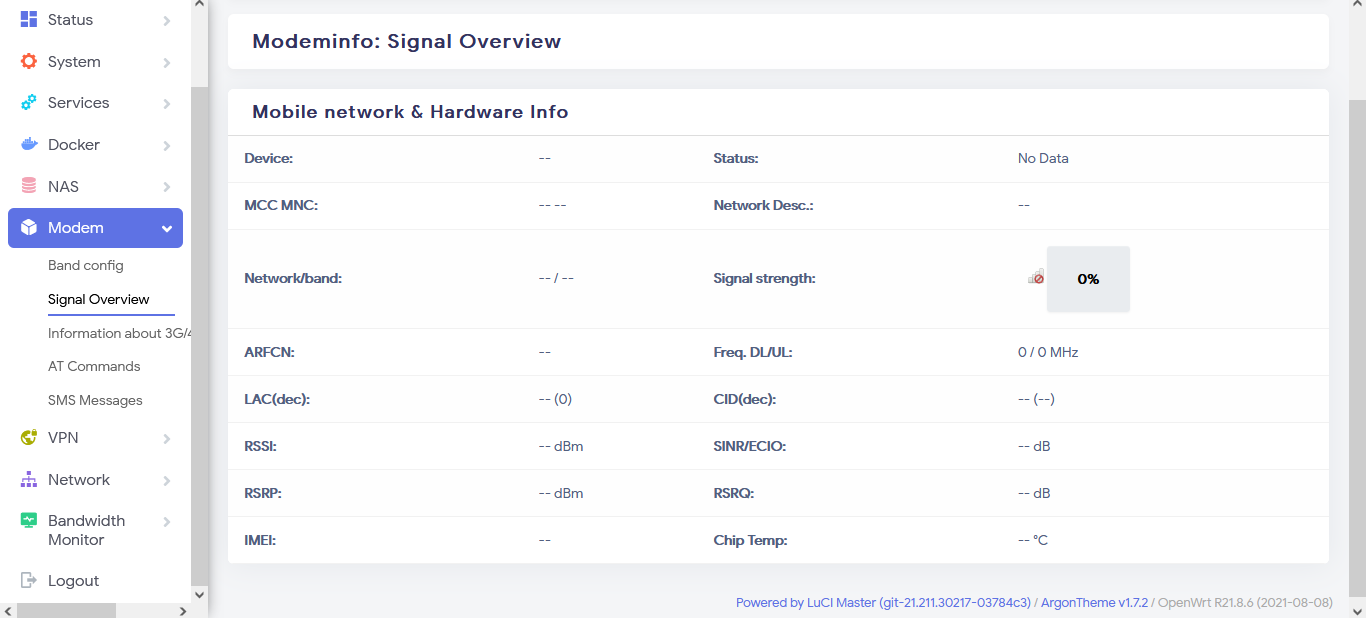 Status
System
Services
Docker
NAS
Modem
Band config
Signal Overview
Information about 3G/4
AT Commands
SMS Messages
VPN
Network
Bandwidth
Monitor
Logout
Modeminfo: Signal Overview
Mobile network & Hardware Info
Device: -- Status: No Data
MCC MNC: -- -- Network Desc.: --
Network/band: -- / -- Signal strength: 0%
ARFCN: -- Freq. DL/UL: 0 / 0 MHz
LAC(dec): -- (0) CID(dec): -- (--)
RSSI: -- dBm SINR/ECIO: -- dB
RSRP: -- dBm RSRQ: -- dB
IMEI: -- Chip Temp: -- °C
Powered by LuCI Master (git-21.211.30217-03784c3) / ArgonTheme v1.7.2 / OpenWrt R21.8.6 (2021-08-08)